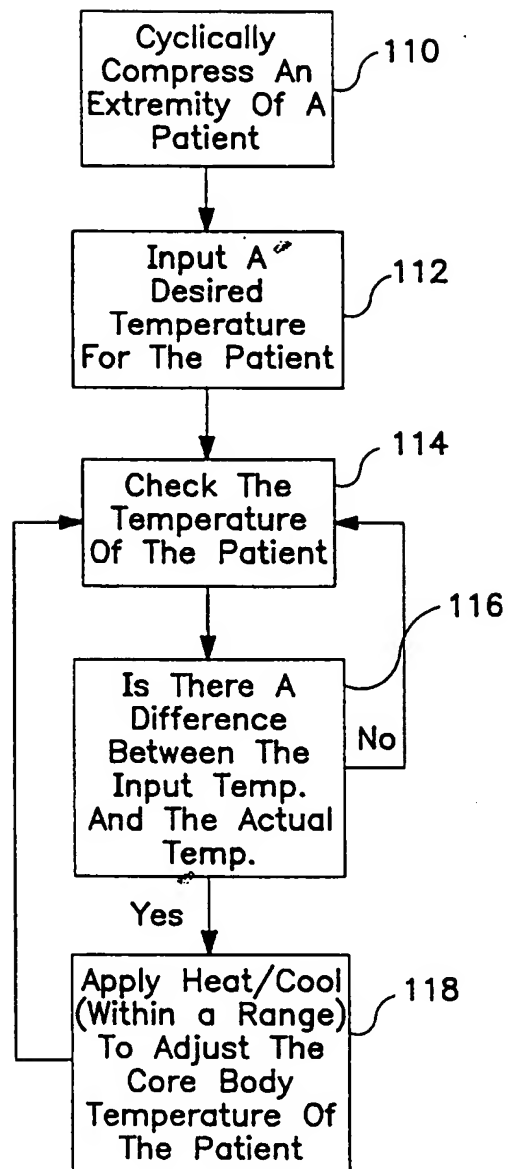 Cyclically
Compress An
Extremity Of A
Patient
110
Input A
Desired
Temperature
For The Patient
112
Check The
Temperature
Of The Patient
114
Is There A
Difference
Between The
Input Temp.
And The Actual
Temp.
116
No
Yes
Apply Heat/Cool
(Within a Range)
To Adjust The
Core Body
Temperature Of
The Patient
118